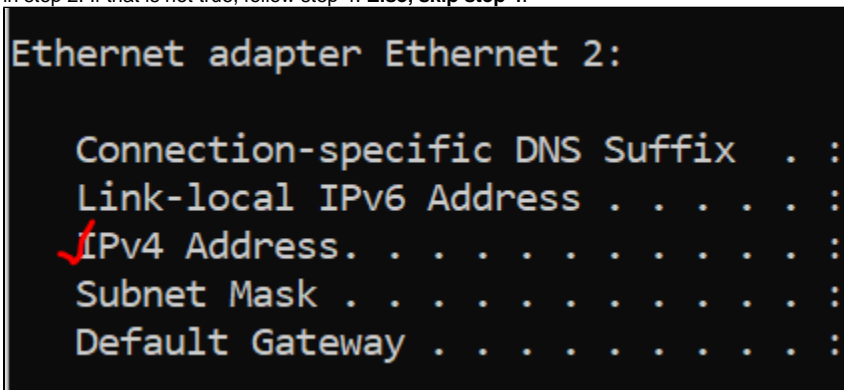 in step 2. If that is not true, follow step 4. Else, skip step 4.
Ethernet adapter Ethernet 2:
Connection-specific DNS Suffix . :
Link-local IPv6 Address . . . . . :
IPv4 Address. . . . . . . . . . . :
Subnet Mask . . . . . . . . . . . :
Default Gateway . . . . . . . . . :